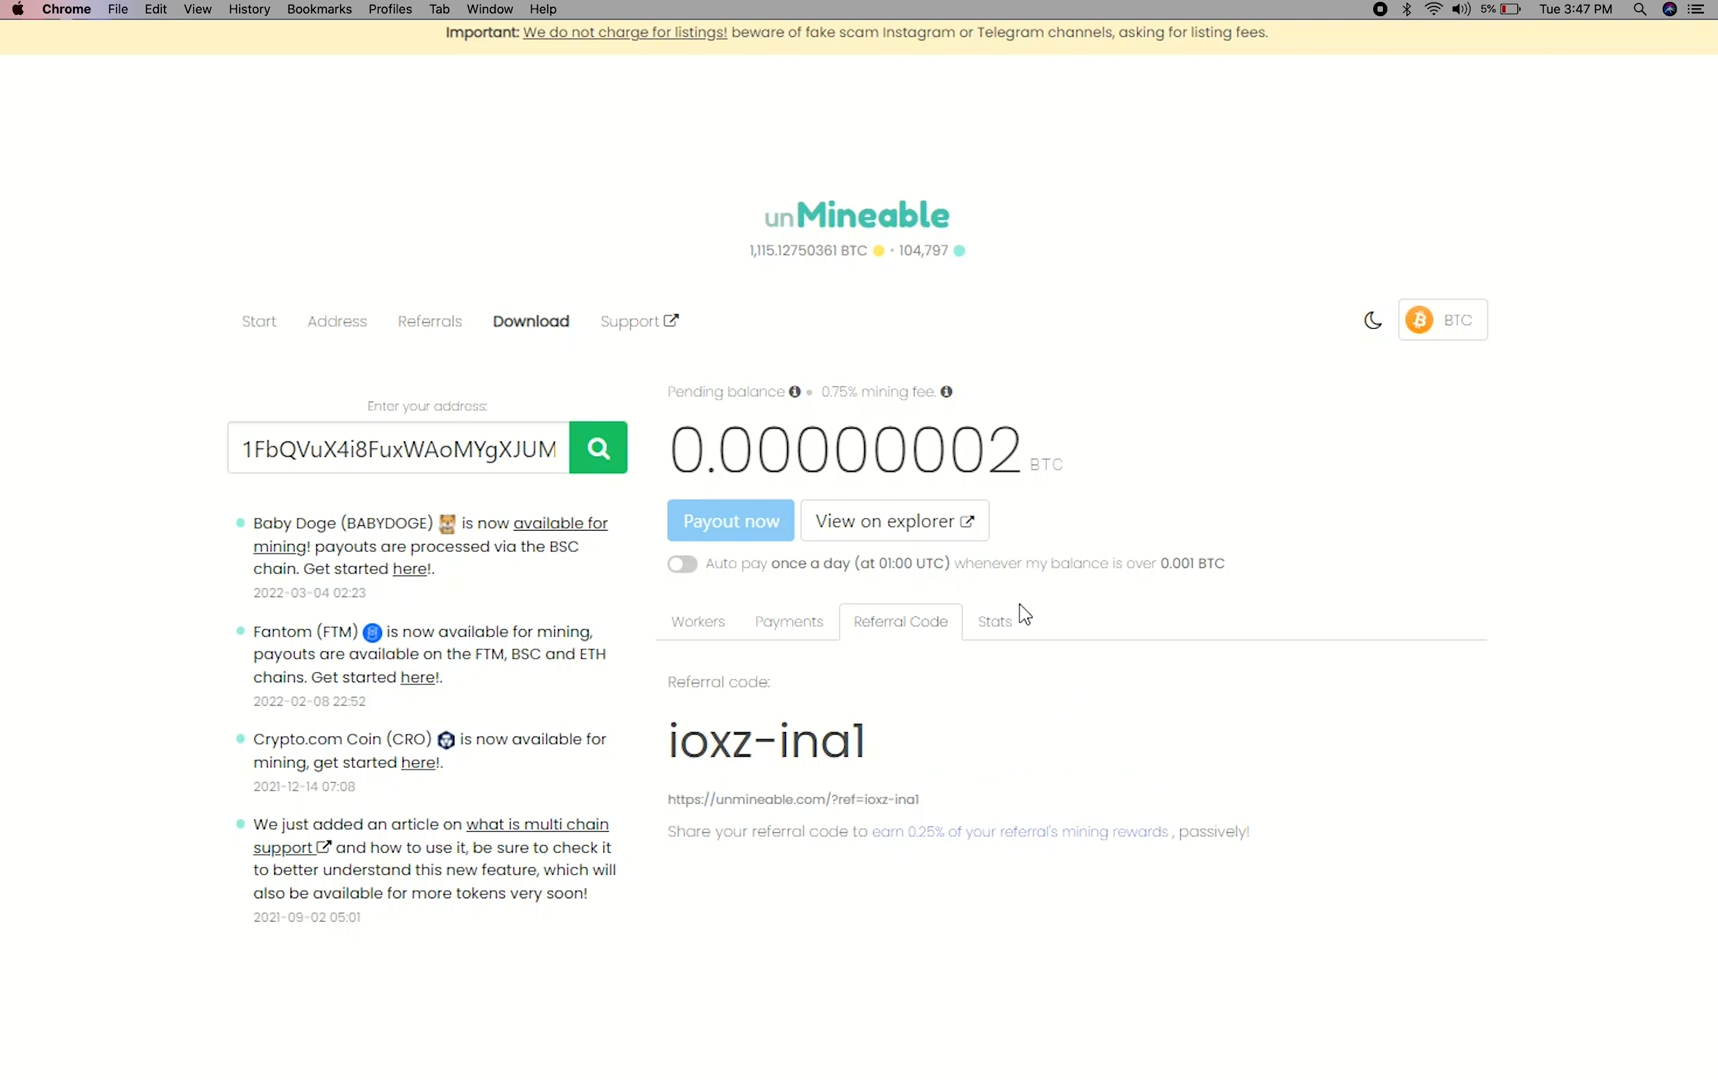 Chrome File Edit View History Bookmarks Profiles Tab Window Help
5% Tue 3:47 PM
Important: We do not charge for listings! beware of fake scam Instagram or Telegram channels, asking for listing fees.
unMineable
1,115.12750361 BTC • 104,797
Start Address Referrals Download Support
BTC
Enter your address:
1FbQVuX4i8FuxWAoMYgXJUM
Baby Doge (BABYDOGE) is now available for
mining! payouts are processed via the BSC
chain. Get started here!.
2022-03-04 02:23
Fantom (FTM) is now available for mining,
payouts are available on the FTM, BSC and ETH
chains. Get started here!.
2022-02-08 22:52
Crypto.com Coin (CRO) is now available for
mining, get started here!.
2021-12-14 07:08
We just added an article on what is multi chain
support and how to use it, be sure to check it
to better understand this new feature, which will
also be available for more tokens very soon!
2021-09-02 05:01
Pending balance • 0.75% mining fee.
0.00000002 BTC
Payout now View on explorer
Auto pay once a day (at 01:00 UTC) whenever my balance is over 0.001 BTC
Workers Payments Referral Code Stats
Referral code:
ioxz-ina1
https://unmineable.com/?ref=ioxz-ina1
Share your referral code to earn 0.25% of your referral's mining rewards , passively!